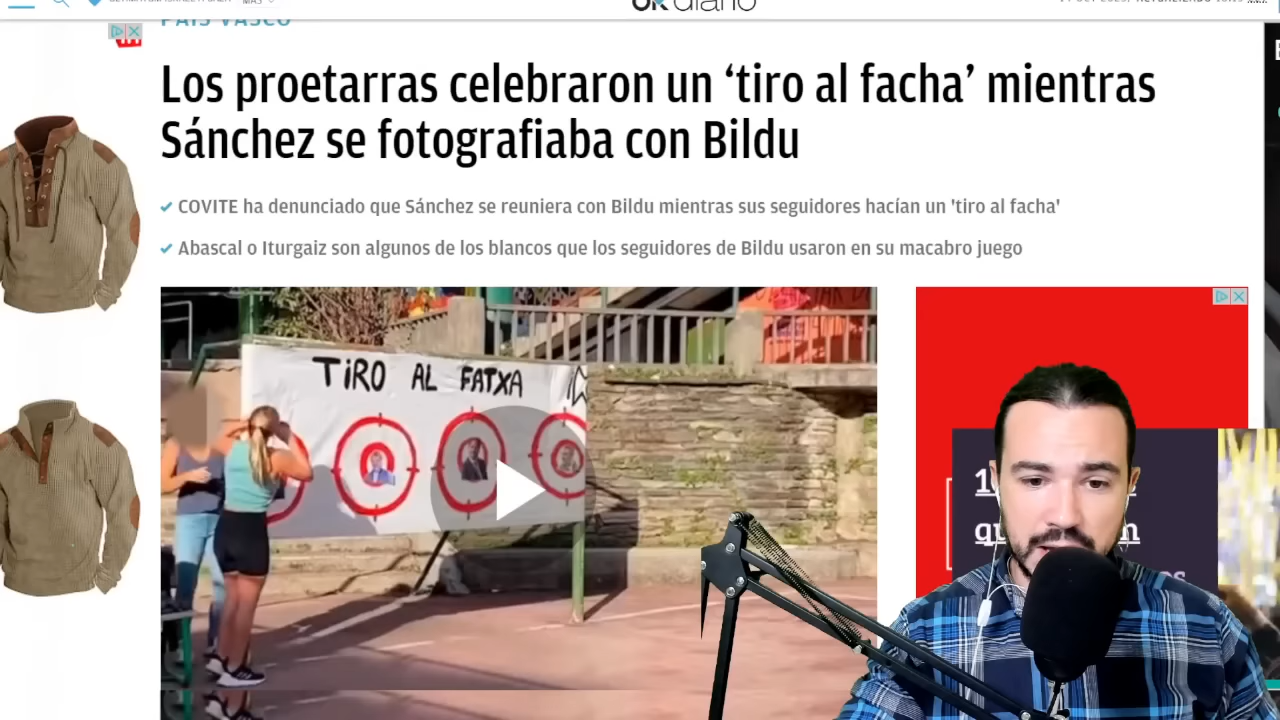 ok diario
PAÍS VASCO
Los proetarras celebraron un ‘tiro al facha’ mientras
Sánchez se fotografiaba con Bildu
COVITE ha denunciado que Sánchez se reuniera con Bildu mientras sus seguidores hacían un 'tiro al facha'
Abascal o Iturgaiz son algunos de los blancos que los seguidores de Bildu usaron en su macabro juego
TIRO AL FATXA